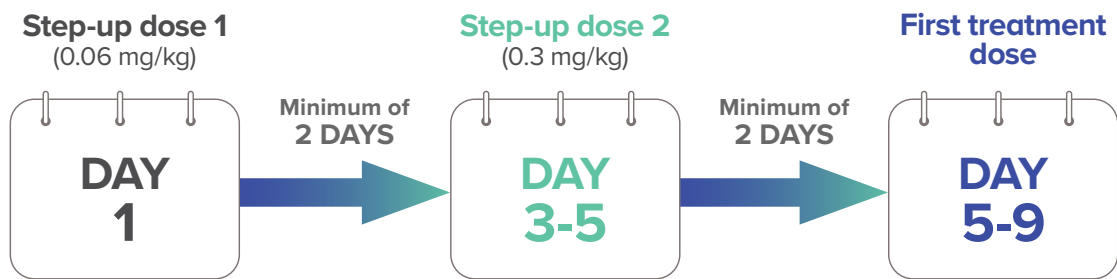 Step-up dose 1
(0.06 mg/kg)
DAY
1
Minimum of
2 DAYS
Step-up dose 2
(0.3 mg/kg)
DAY
3-5
Minimum of
2 DAYS
First treatment
dose
DAY
5-9